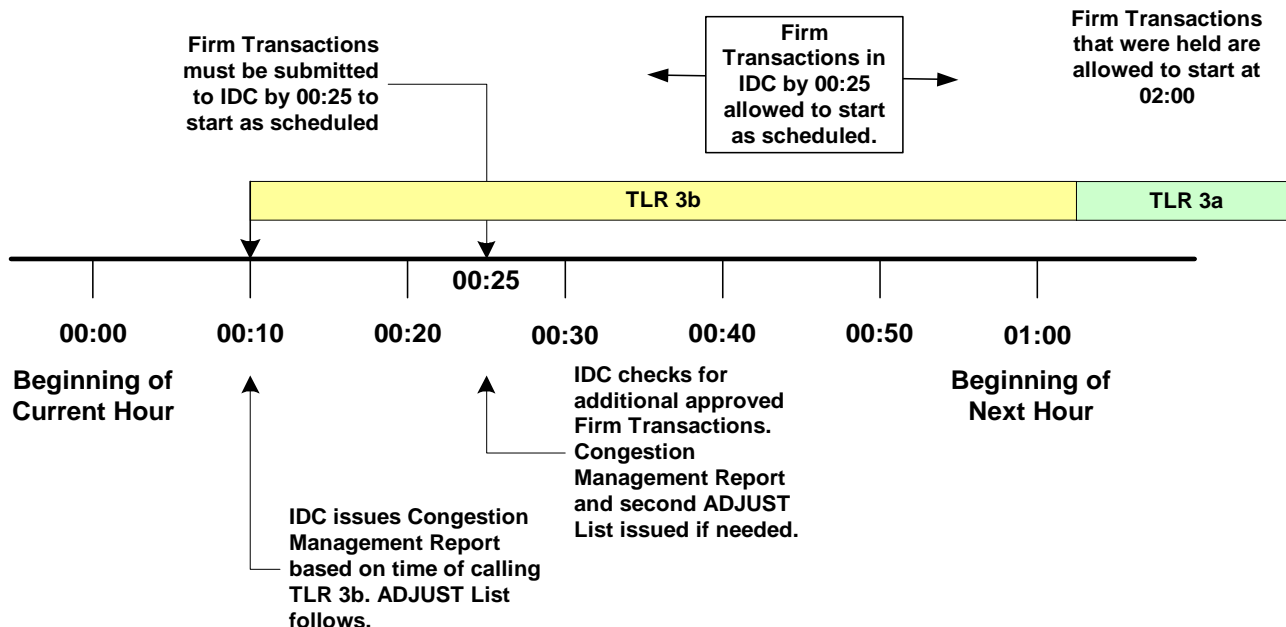 Firm Transactions
must be submitted
to IDC by 00:25 to
start as scheduled
Firm
Transactions in
IDC by 00:25
allowed to start
as scheduled.
Firm Transactions
that were held are
allowed to start at
02:00
TLR 3b
TLR 3a
00:25
00:00
00:10
00:20
00:30
00:40
00:50
01:00
Beginning of
Current Hour
Beginning of
Next Hour
IDC checks for
additional approved
Firm Transactions.
Congestion
Management Report
and second ADJUST
List issued if needed.
IDC issues Congestion
Management Report
based on time of calling
TLR 3b. ADJUST List
follows.